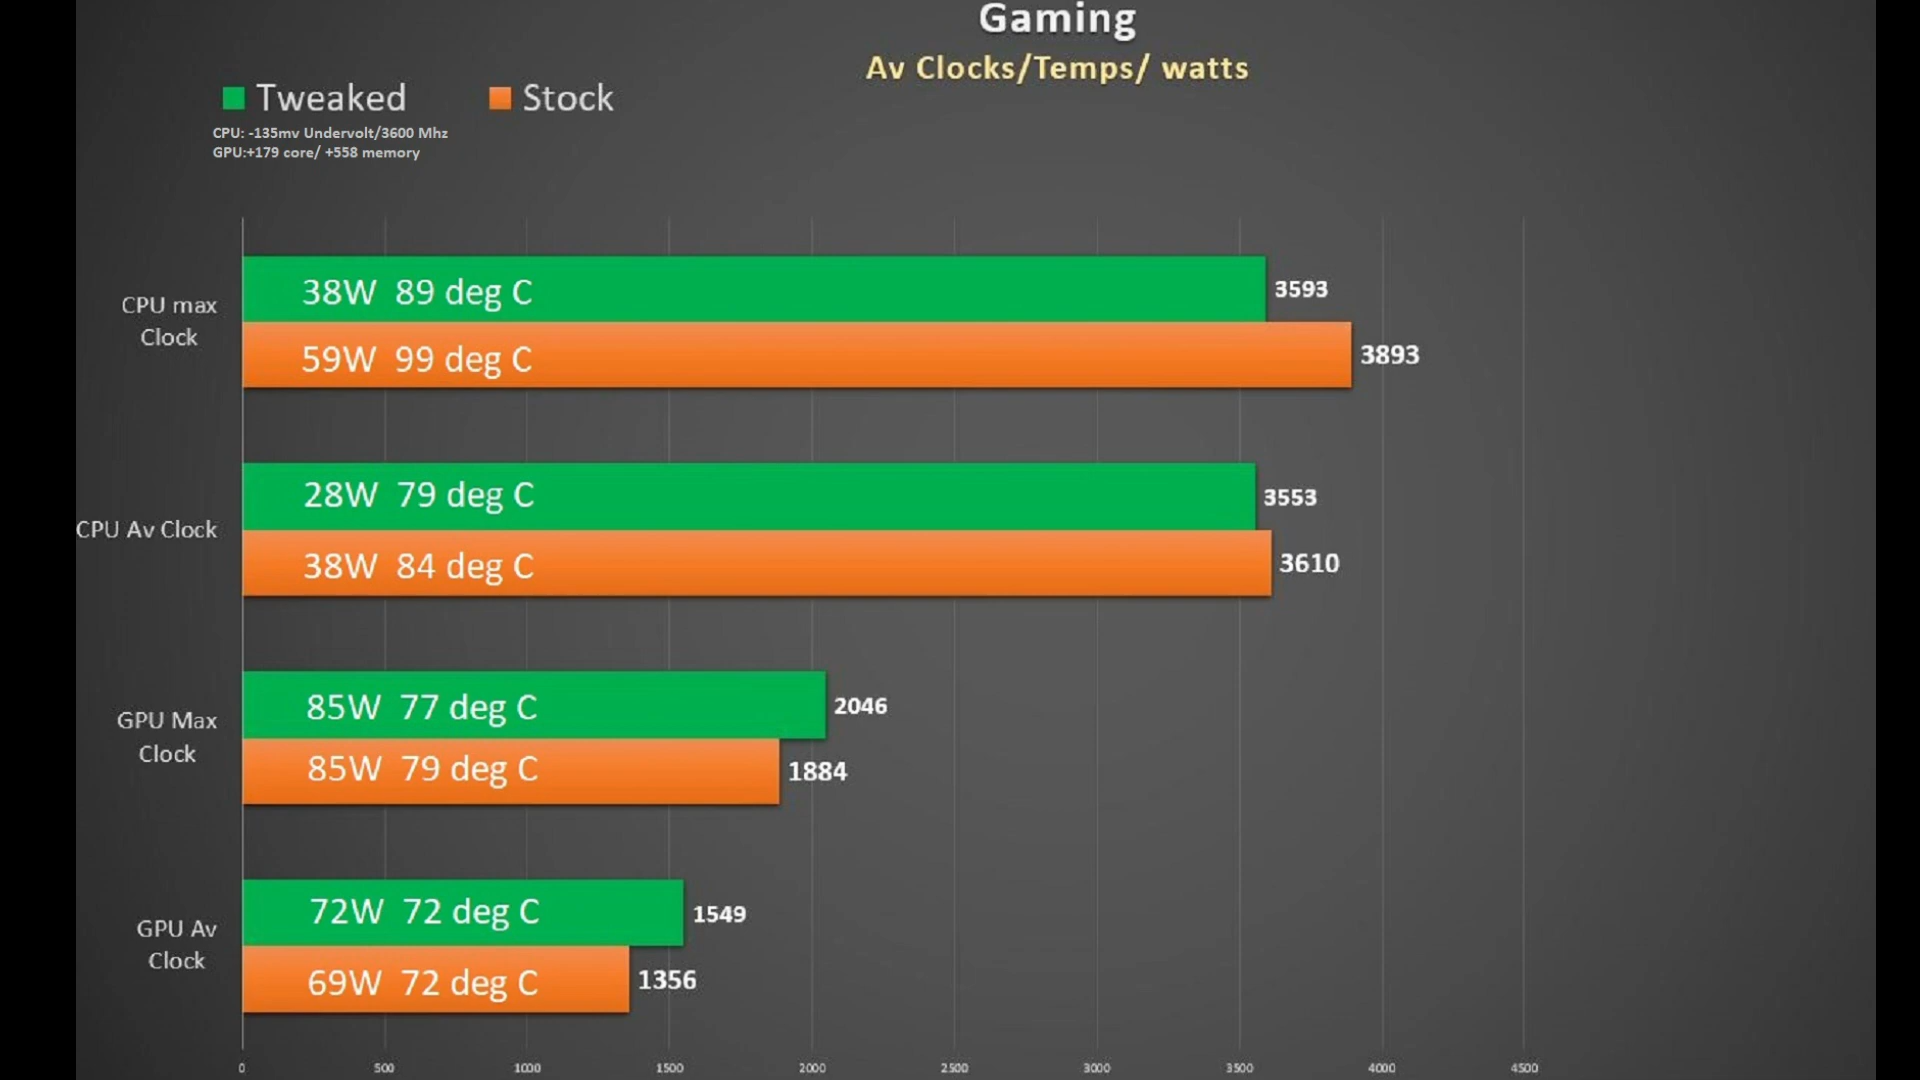 Gaming
Av Clocks/Temps/ watts
Tweaked
Stock
CPU: -135mv Undervolt/3600 Mhz
GPU:+179 core/ +558 memory
CPU max
Clock
38W 89 deg C
3593
59W 99 deg C
3893
CPU Av Clock
28W 79 deg C
3553
38W 84 deg C
3610
GPU Max
Clock
85W 77 deg C
2046
85W 79 deg C
1884
GPU Av
Clock
72W 72 deg C
1549
69W 72 deg C
1356
0 500 1000 1500 2000 2500 3000 3500 4000 4500